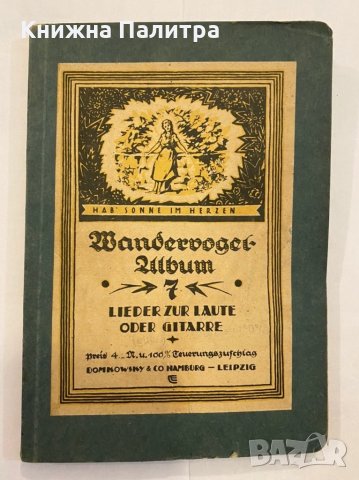 Книжна Палитра
HAB' SONNE IM HERZEN
Wandervogel-
Album
7
LIEDER ZUR LAUTE
ODER GITARRE
Preis 4.- M. u. 100% Teuerungszuschlag
DOMKOWSKY & CO HAMBURG – LEIPZIG
BAZAR